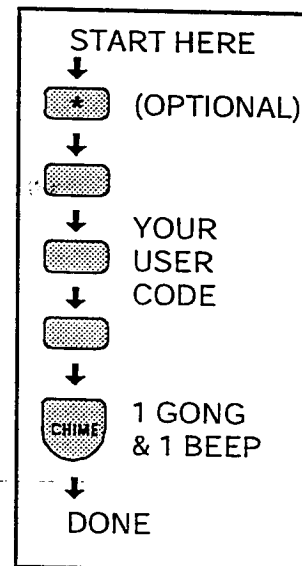 START HERE
* (OPTIONAL)
YOUR
USER
CODE
CHIME
1 GONG
& 1 BEEP
DONE